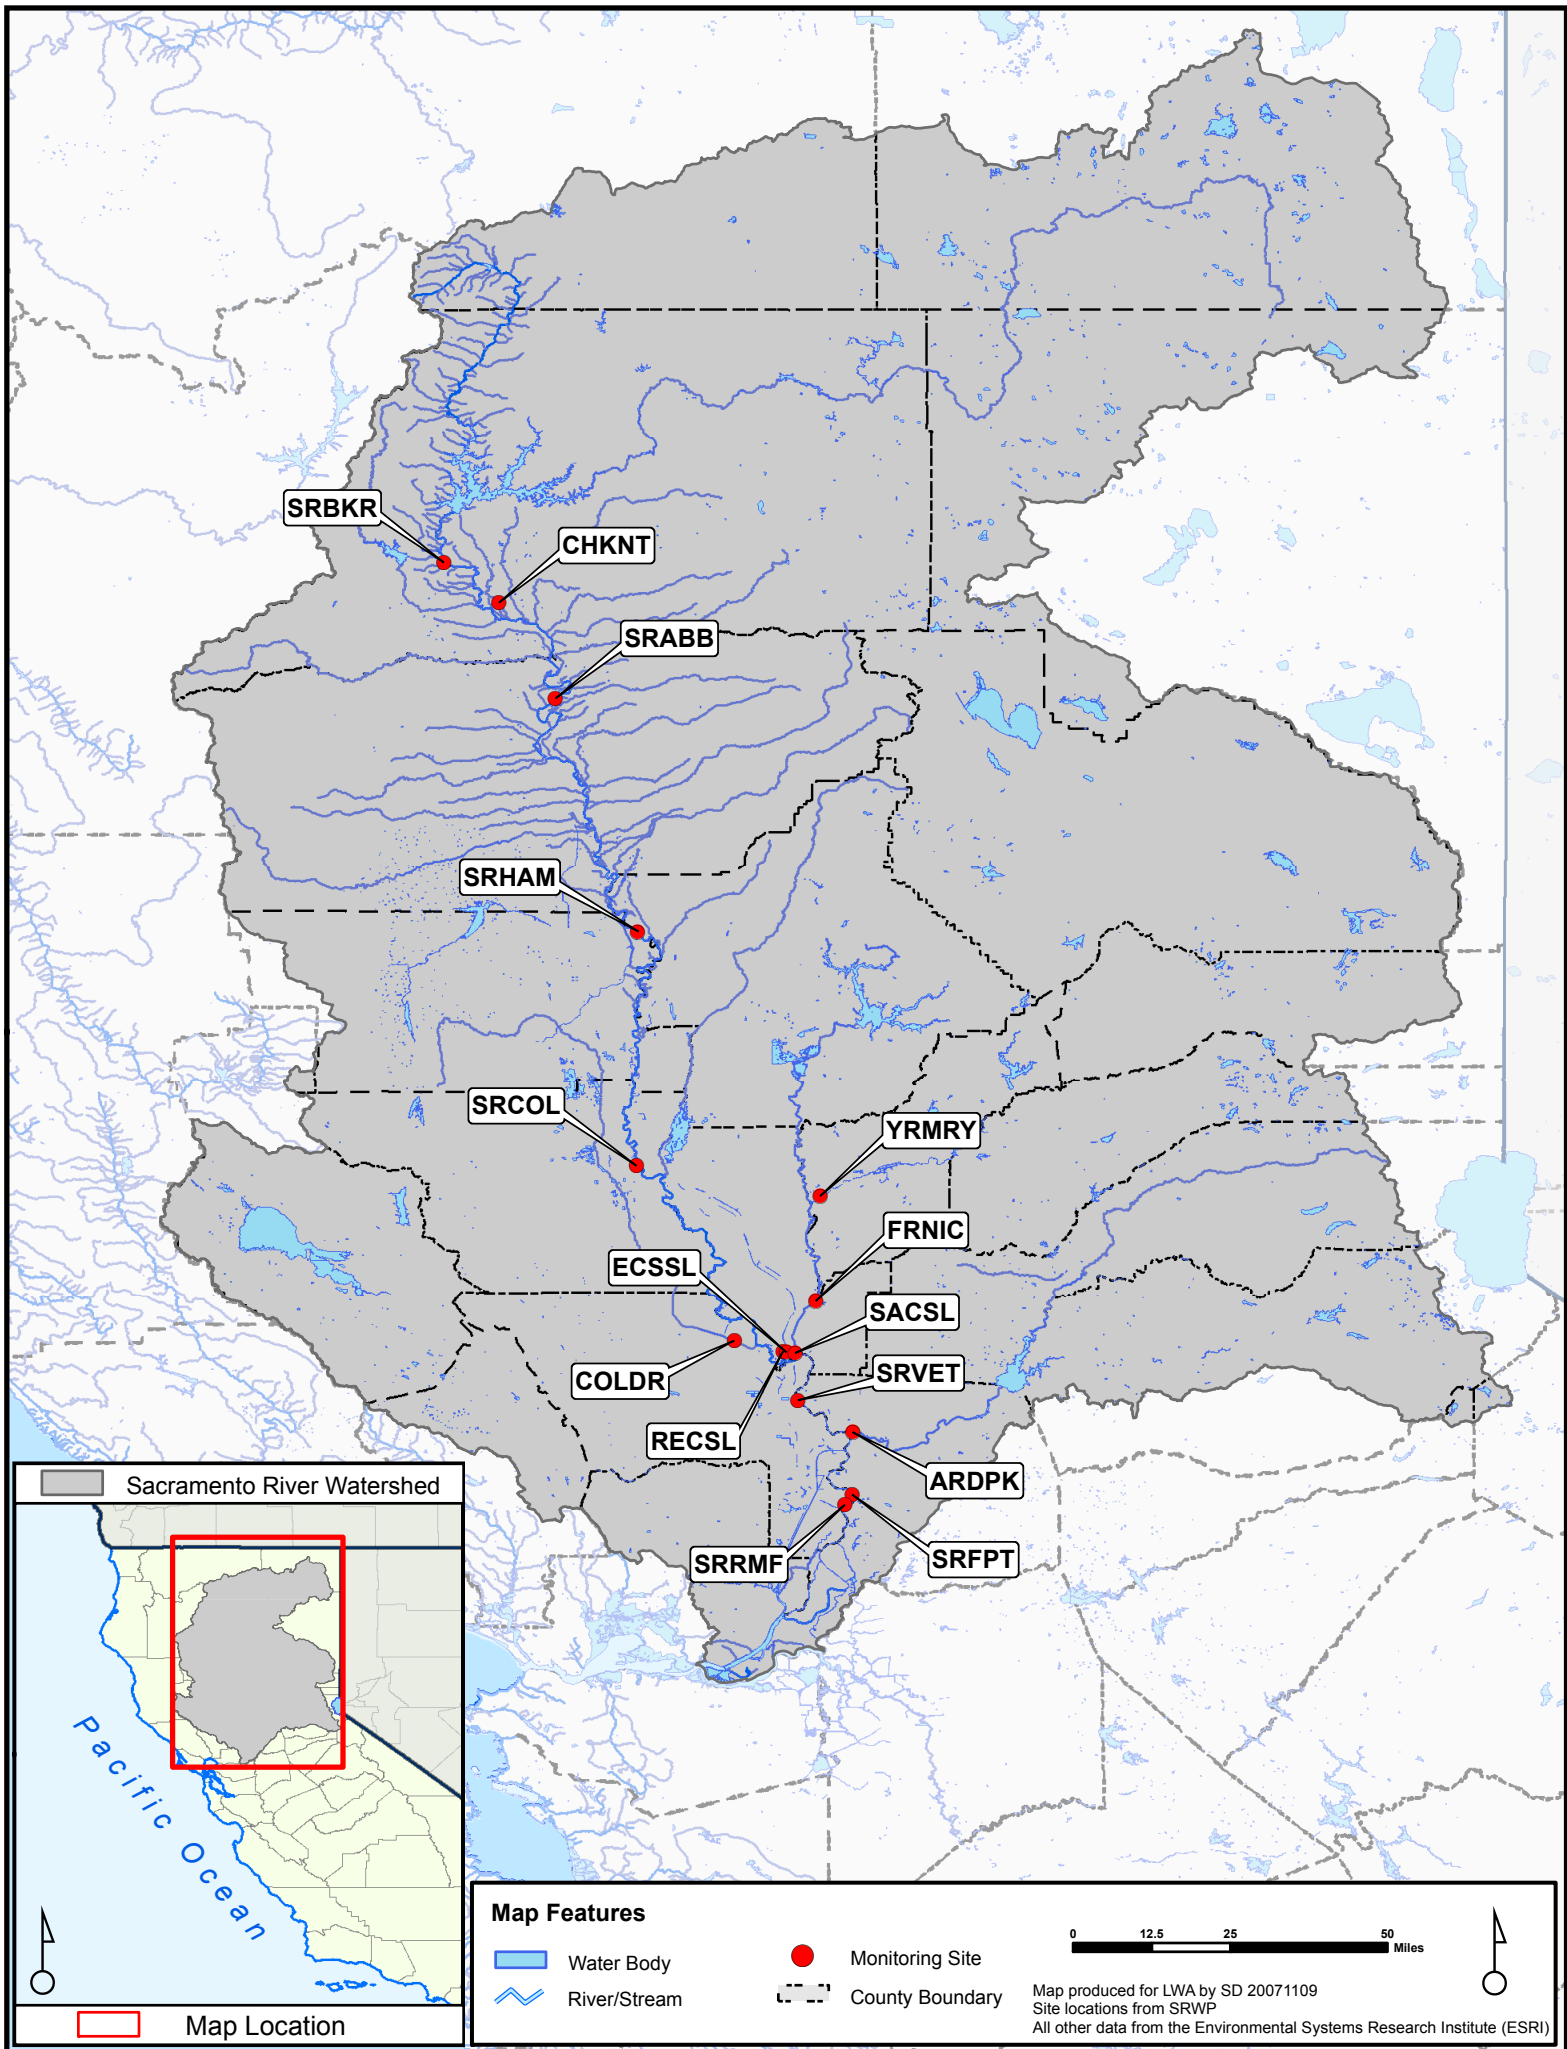 SRBKR
CHKNT
SRABB
SRHAM
SRCOL
YRMRY
FRNIC
ECSSL
SACSL
COLDR
SRVET
RECSL
ARDPK
SRRMF
SRFPT
Sacramento River Watershed
Pacific Ocean
Map Location
Map Features
Water Body
River/Stream
Monitoring Site
County Boundary
0 12.5 25 50
Miles
Map produced for LWA by SD 20071109
Site locations from SRWP
All other data from the Environmental Systems Research Institute (ESRI)